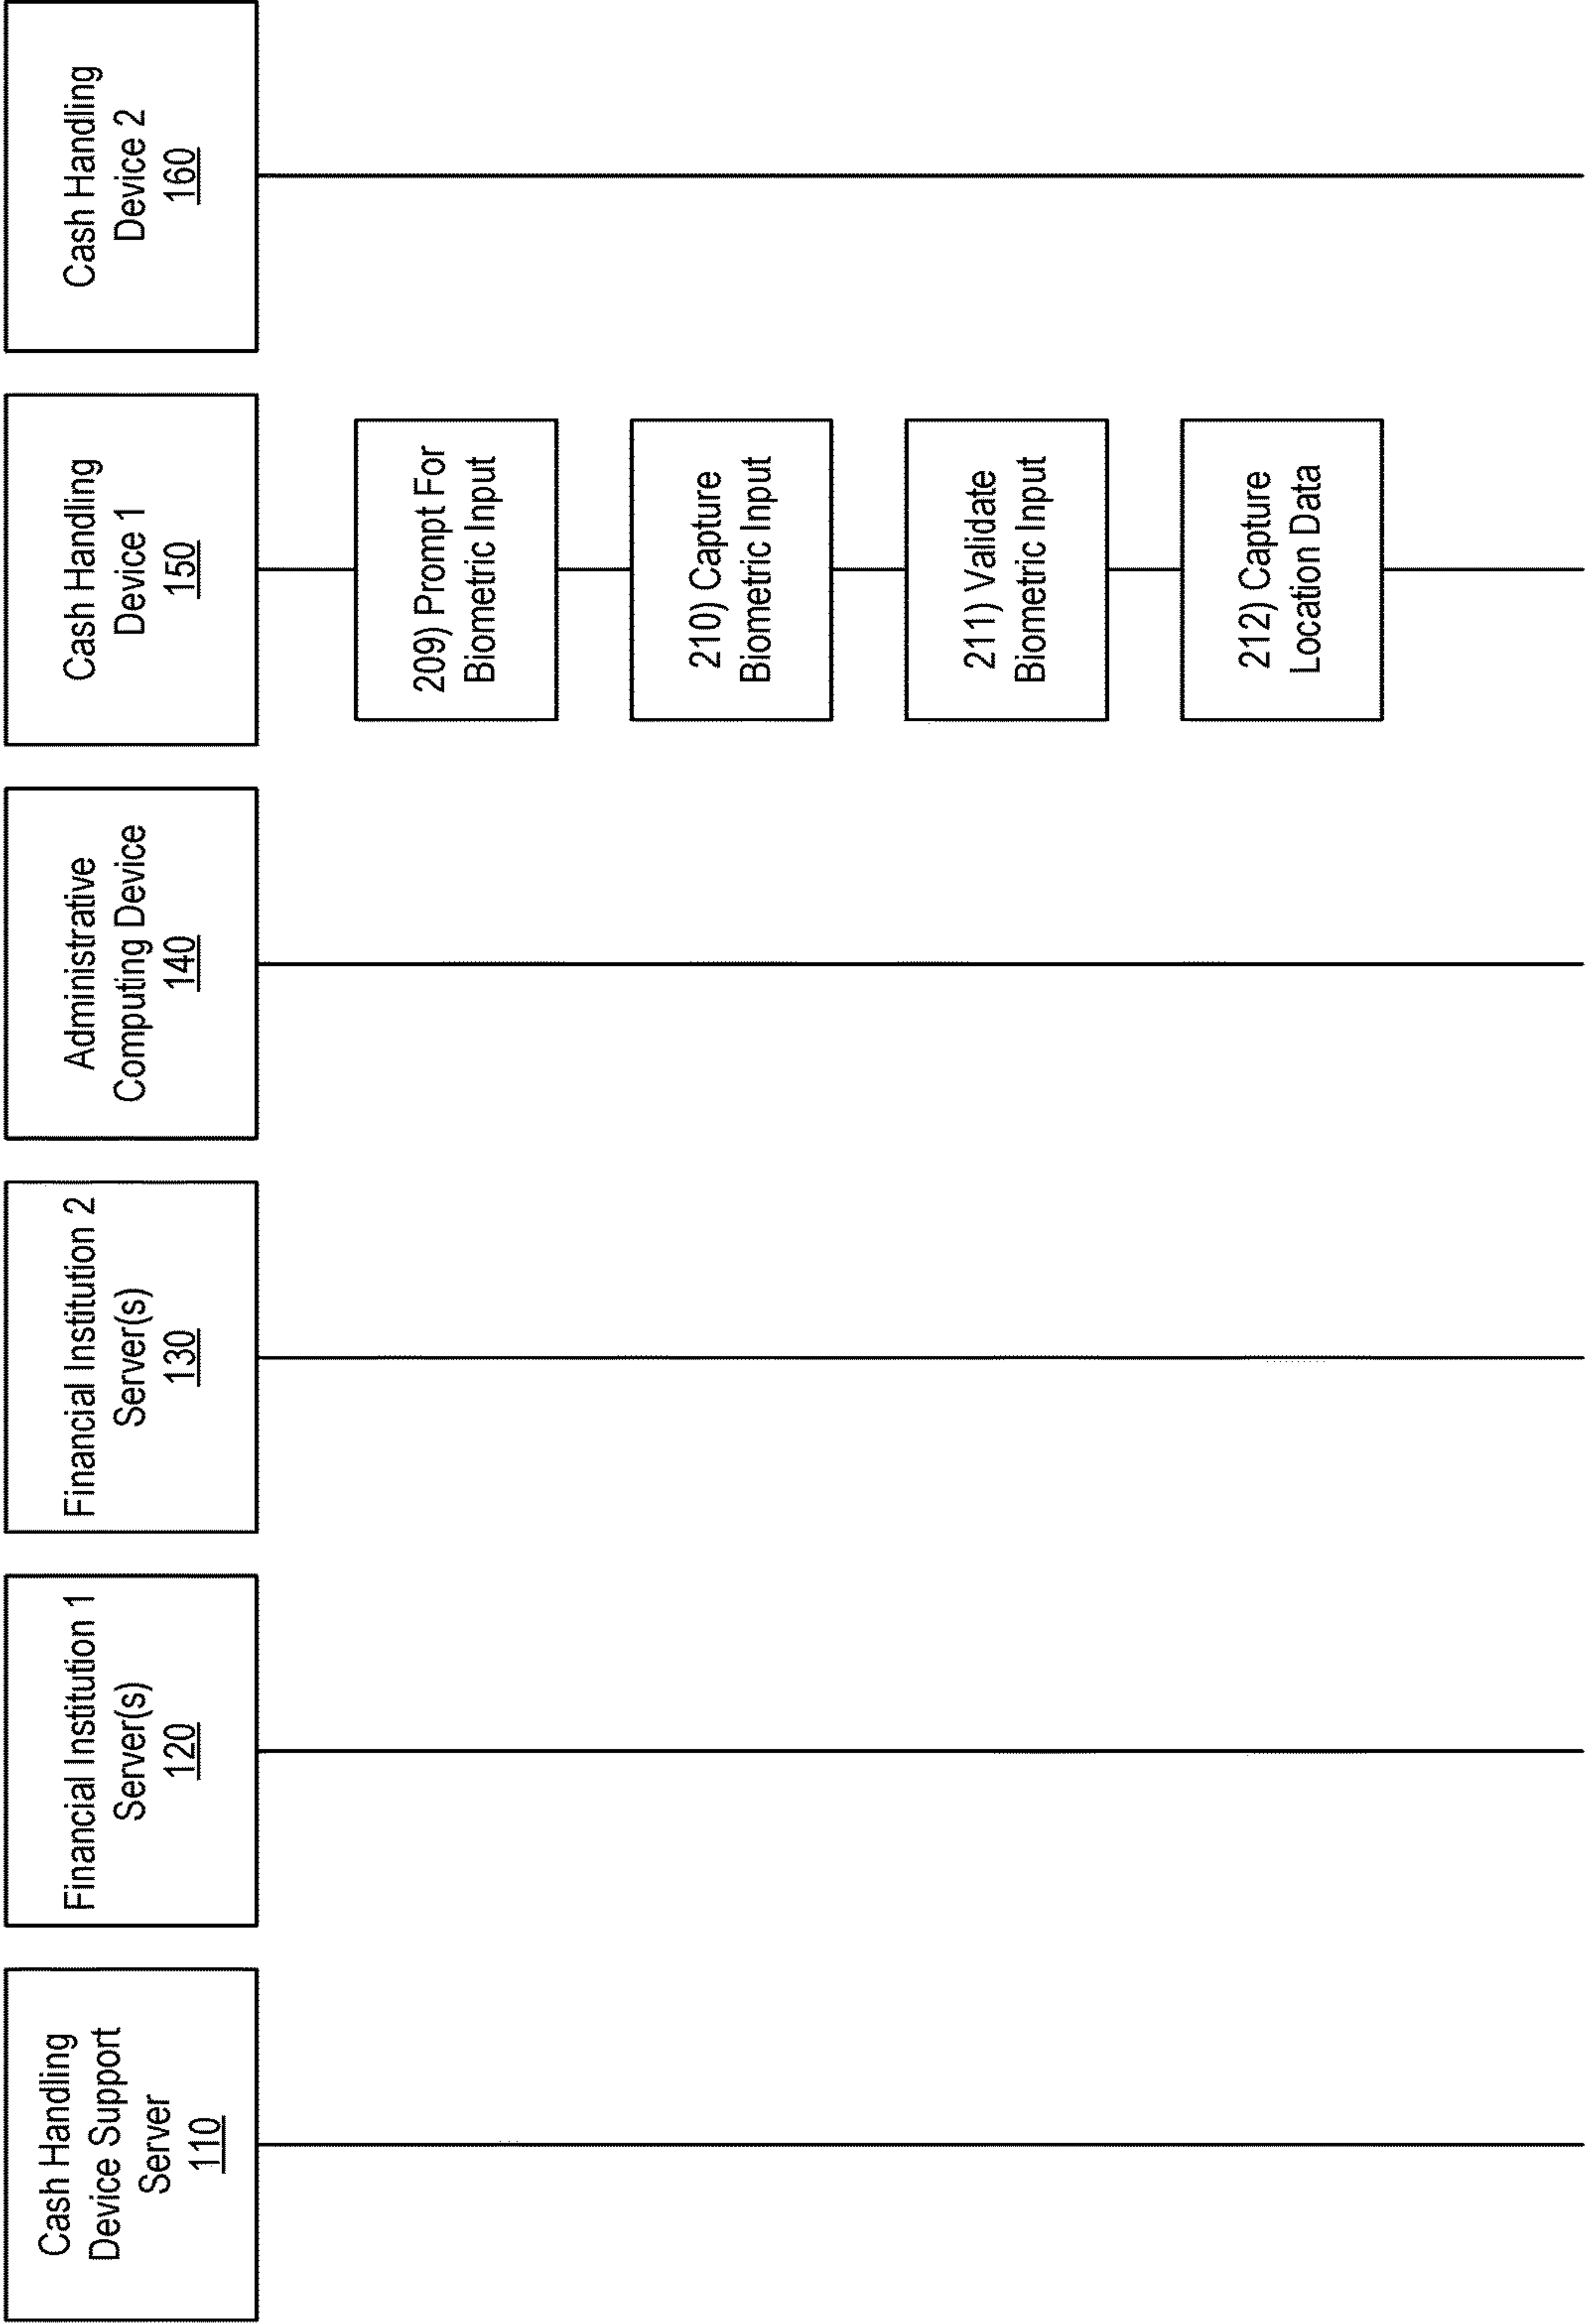 Cash Handling
Device Support
Server
110
Financial Institution 1
Server(s)
120
Financial Institution 2
Server(s)
130
Administrative
Computing Device
140
Cash Handling
Device 1
150
Cash Handling
Device 2
160
209) Prompt For
Biometric Input
210) Capture
Biometric Input
211) Validate
Biometric Input
212) Capture
Location Data